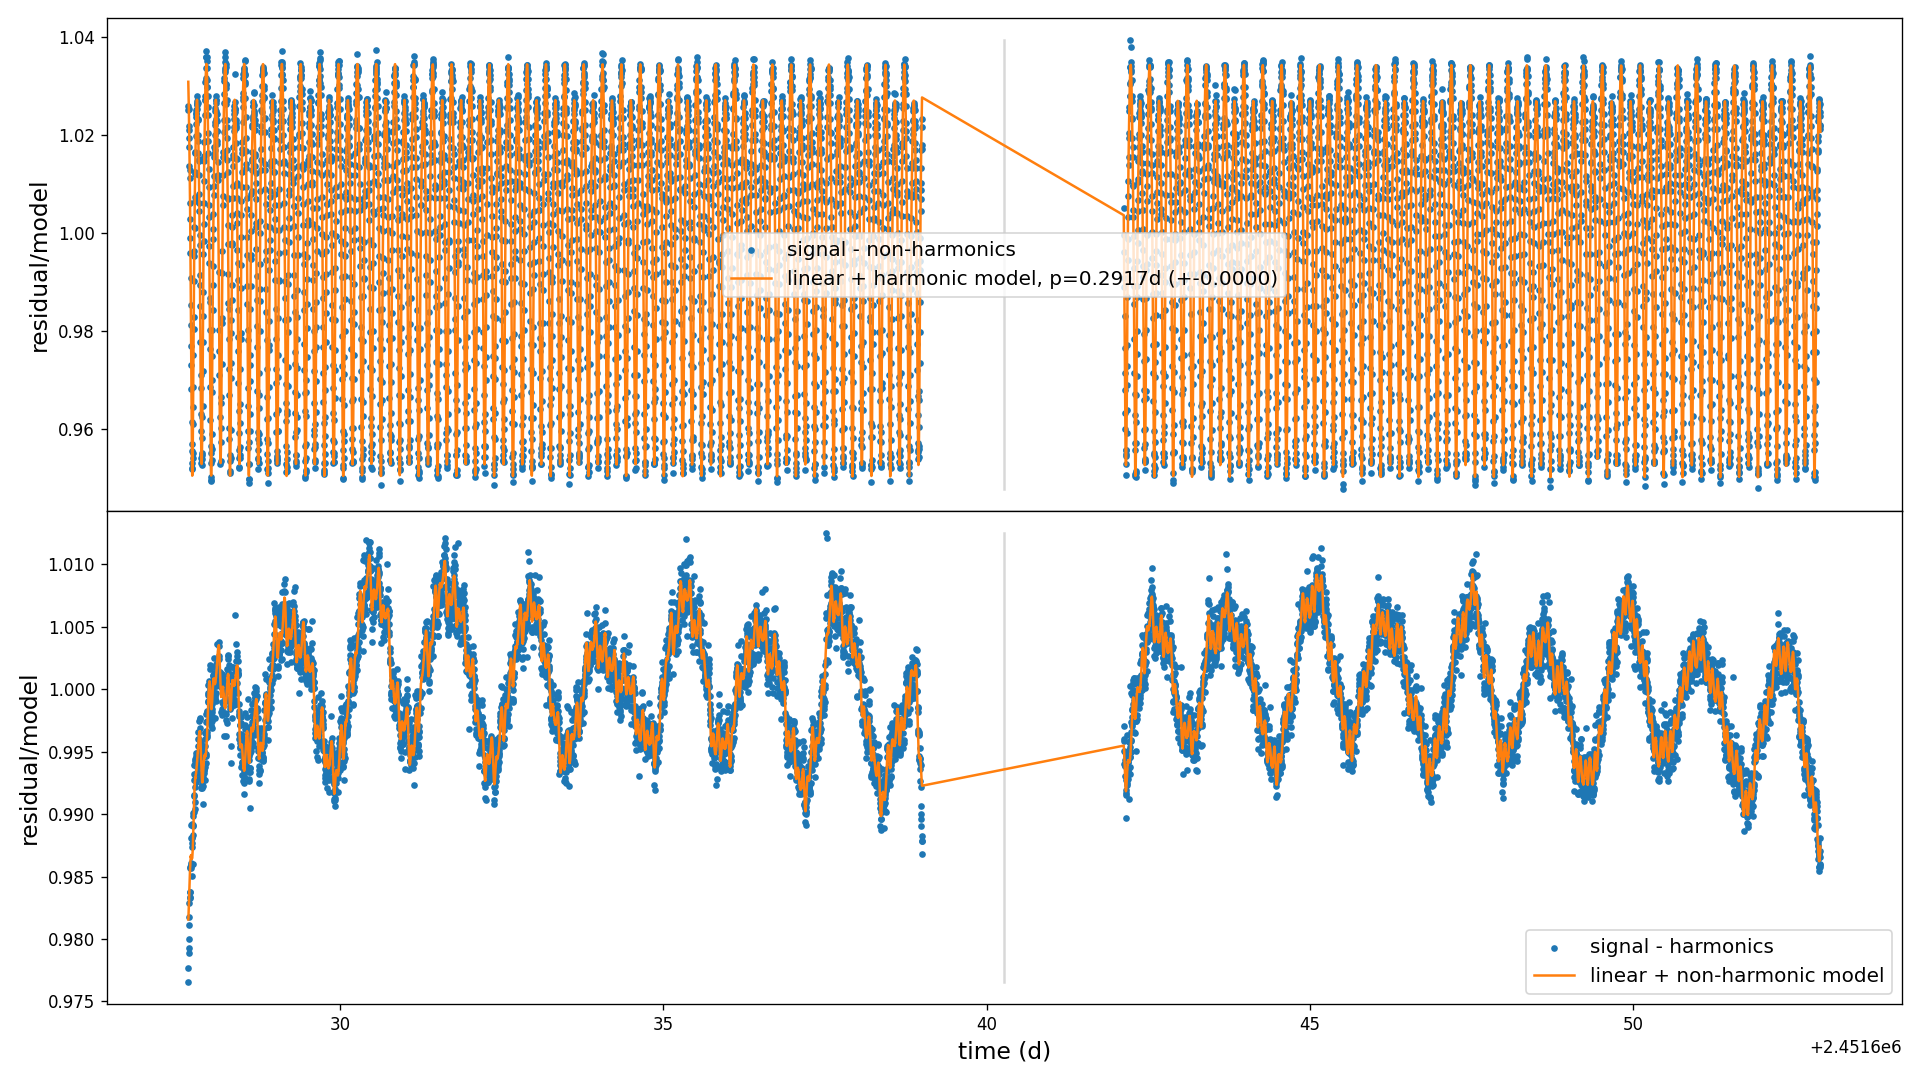 1.04
1.02
1.00
0.98
0.96
residual/model
signal - non-harmonics
linear + harmonic model, p=0.2917d (+-0.0000)
1.010
1.005
1.000
0.995
0.990
0.985
0.980
0.975
residual/model
signal - harmonics
linear + non-harmonic model
30 35 40 45 50
time (d)
+2.4516e6